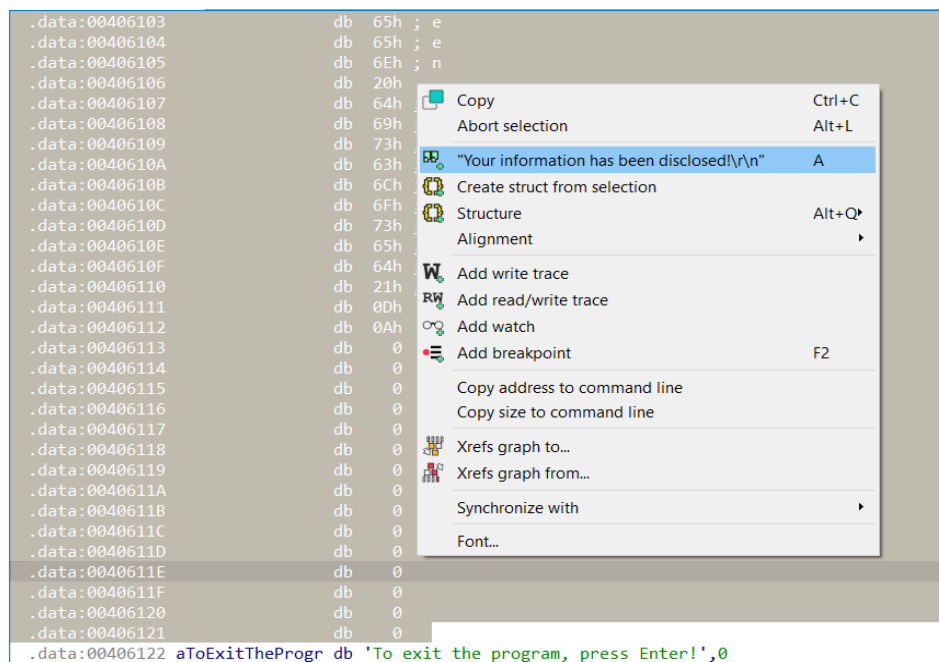 .data:00406103 db 65h ; e
.data:00406104 db 65h ; e
.data:00406105 db 6Eh ; n
.data:00406106 db 20h
.data:00406107 db 64h ;
.data:00406108 db 69h ;
.data:00406109 db 73h ;
.data:0040610A db 63h ;
.data:0040610B db 6Ch ;
.data:0040610C db 6Fh ;
.data:0040610D db 73h ;
.data:0040610E db 65h ;
.data:0040610F db 64h ;
.data:00406110 db 21h ;
.data:00406111 db 0Dh
.data:00406112 db 0Ah
.data:00406113 db 0
.data:00406114 db 0
.data:00406115 db 0
.data:00406116 db 0
.data:00406117 db 0
.data:00406118 db 0
.data:00406119 db 0
.data:0040611A db 0
.data:0040611B db 0
.data:0040611C db 0
.data:0040611D db 0
.data:0040611E db 0
.data:0040611F db 0
.data:00406120 db 0
.data:00406121 db 0
.data:00406122 aToExitTheProgr db 'To exit the program, press Enter!',0
Copy Ctrl+C
Abort selection Alt+L
"Your information has been disclosed!\r\n" A
Create struct from selection
Structure Alt+Q
Alignment
W Add write trace
RW Add read/write trace
Add watch
Add breakpoint F2
Copy address to command line
Copy size to command line
Xrefs graph to...
Xrefs graph from...
Synchronize with
Font...